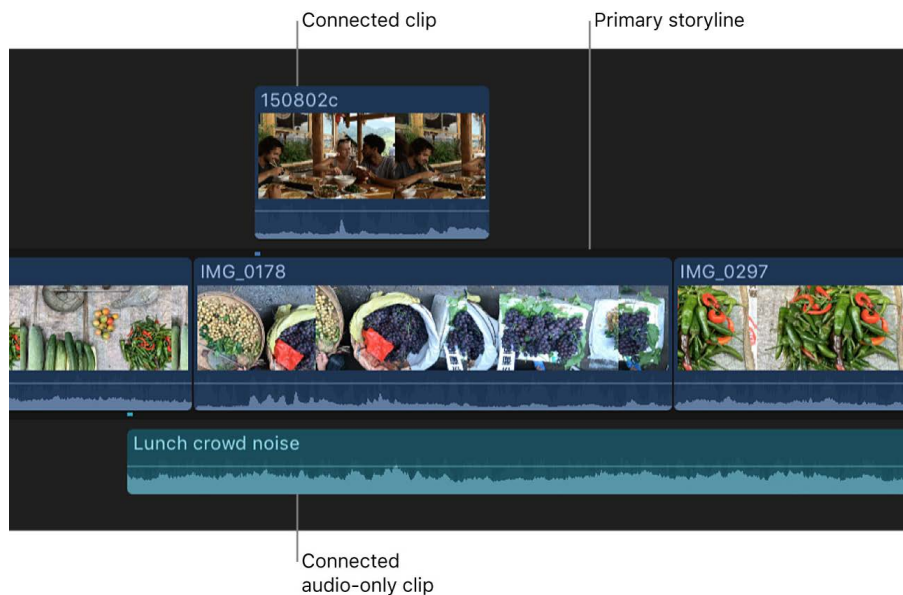 Connected clip
Primary storyline
150802c
IMG_0178
IMG_0297
Lunch crowd noise
Connected
audio-only clip